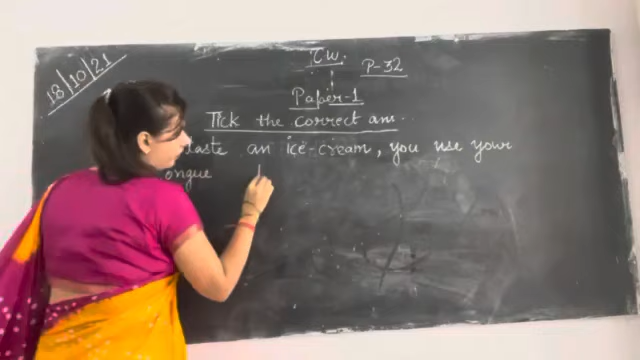 18/10/21
C.W.
P-32
Paper-1
Tick the correct ans..
taste an ice-cream, you use your
ongue